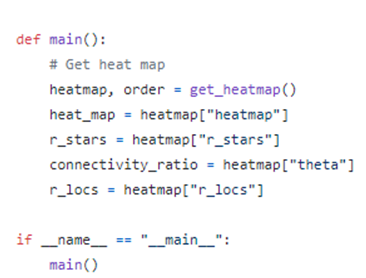 def main():
    # Get heat map
    heatmap, order = get_heatmap()
    heat_map = heatmap["heatmap"]
    r_stars = heatmap["r_stars"]
    connectivity_ratio = heatmap["theta"]
    r_locs = heatmap["r_locs"]

if __name__ == "__main__":
    main()